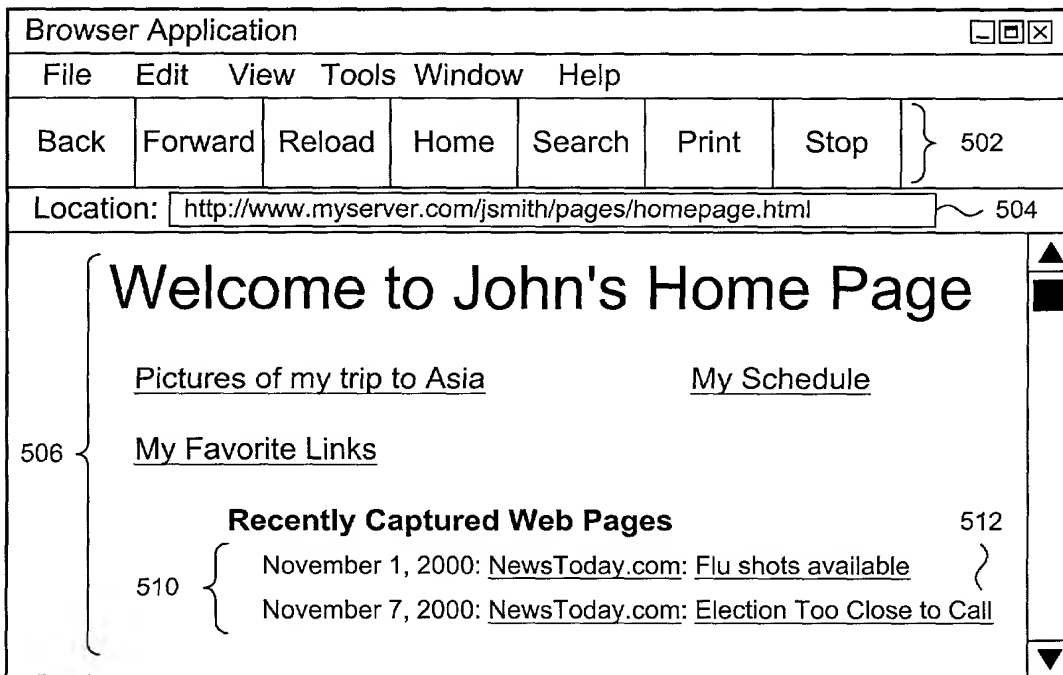 Browser Application
File Edit View Tools Window Help
Back Forward Reload Home Search Print Stop 502
Location: http://www.myserver.com/jsmith/pages/homepage.html 504
Welcome to John's Home Page
Pictures of my trip to Asia My Schedule
506 My Favorite Links
Recently Captured Web Pages 512
510 November 1, 2000: NewsToday.com: Flu shots available
November 7, 2000: NewsToday.com: Election Too Close to Call